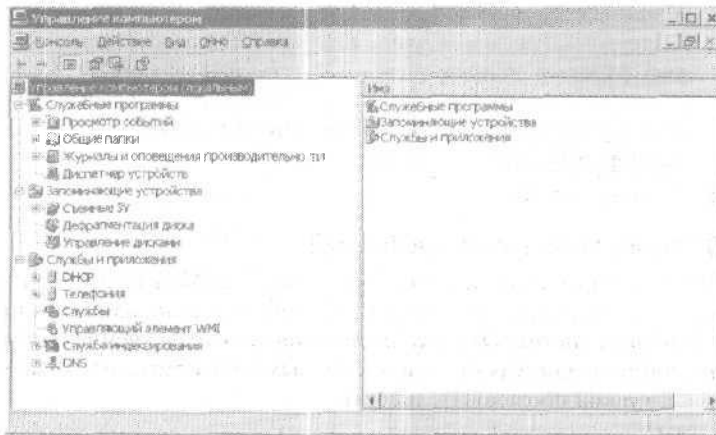 Управление компьютером
Консоль Действие Вид Окно Справка
Управление компьютером (локальным)
Служебные программы
Просмотр событий
Общие папки
Журналы и оповещения производительно ти
Диспетчер устройств
Запоминающие устройства
Съемные ЗУ
Дефрагментация диска
Управление дисками
Службы и приложения
DHCP
Телефония
Службы
Управляющий элемент WMI
Служба индексирования
DNS
Имя
Служебные программы
Запоминающие устройства
Службы и приложения